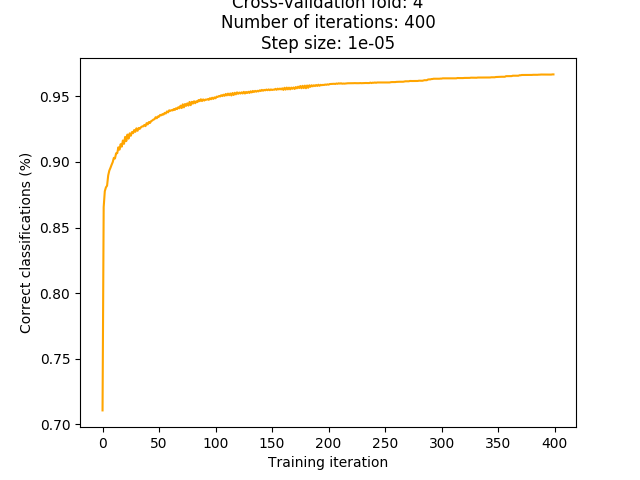 Cross-validation fold: 4
Number of iterations: 400
Step size: 1e-05
0.95
0.90
0.85
0.80
0.75
0.70
Correct classifications (%)
0 50 100 150 200 250 300 350 400
Training iteration